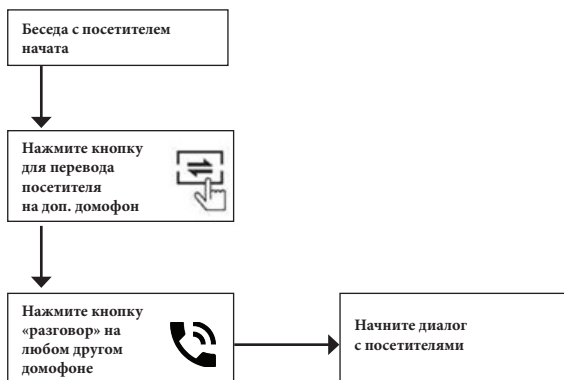 Беседа с посетителем
начата
Нажмите кнопку
для перевода
посетителя
на доп. домофон
Нажмите кнопку
«разговор» на
любом другом
домофоне
Начните диалог
с посетителями